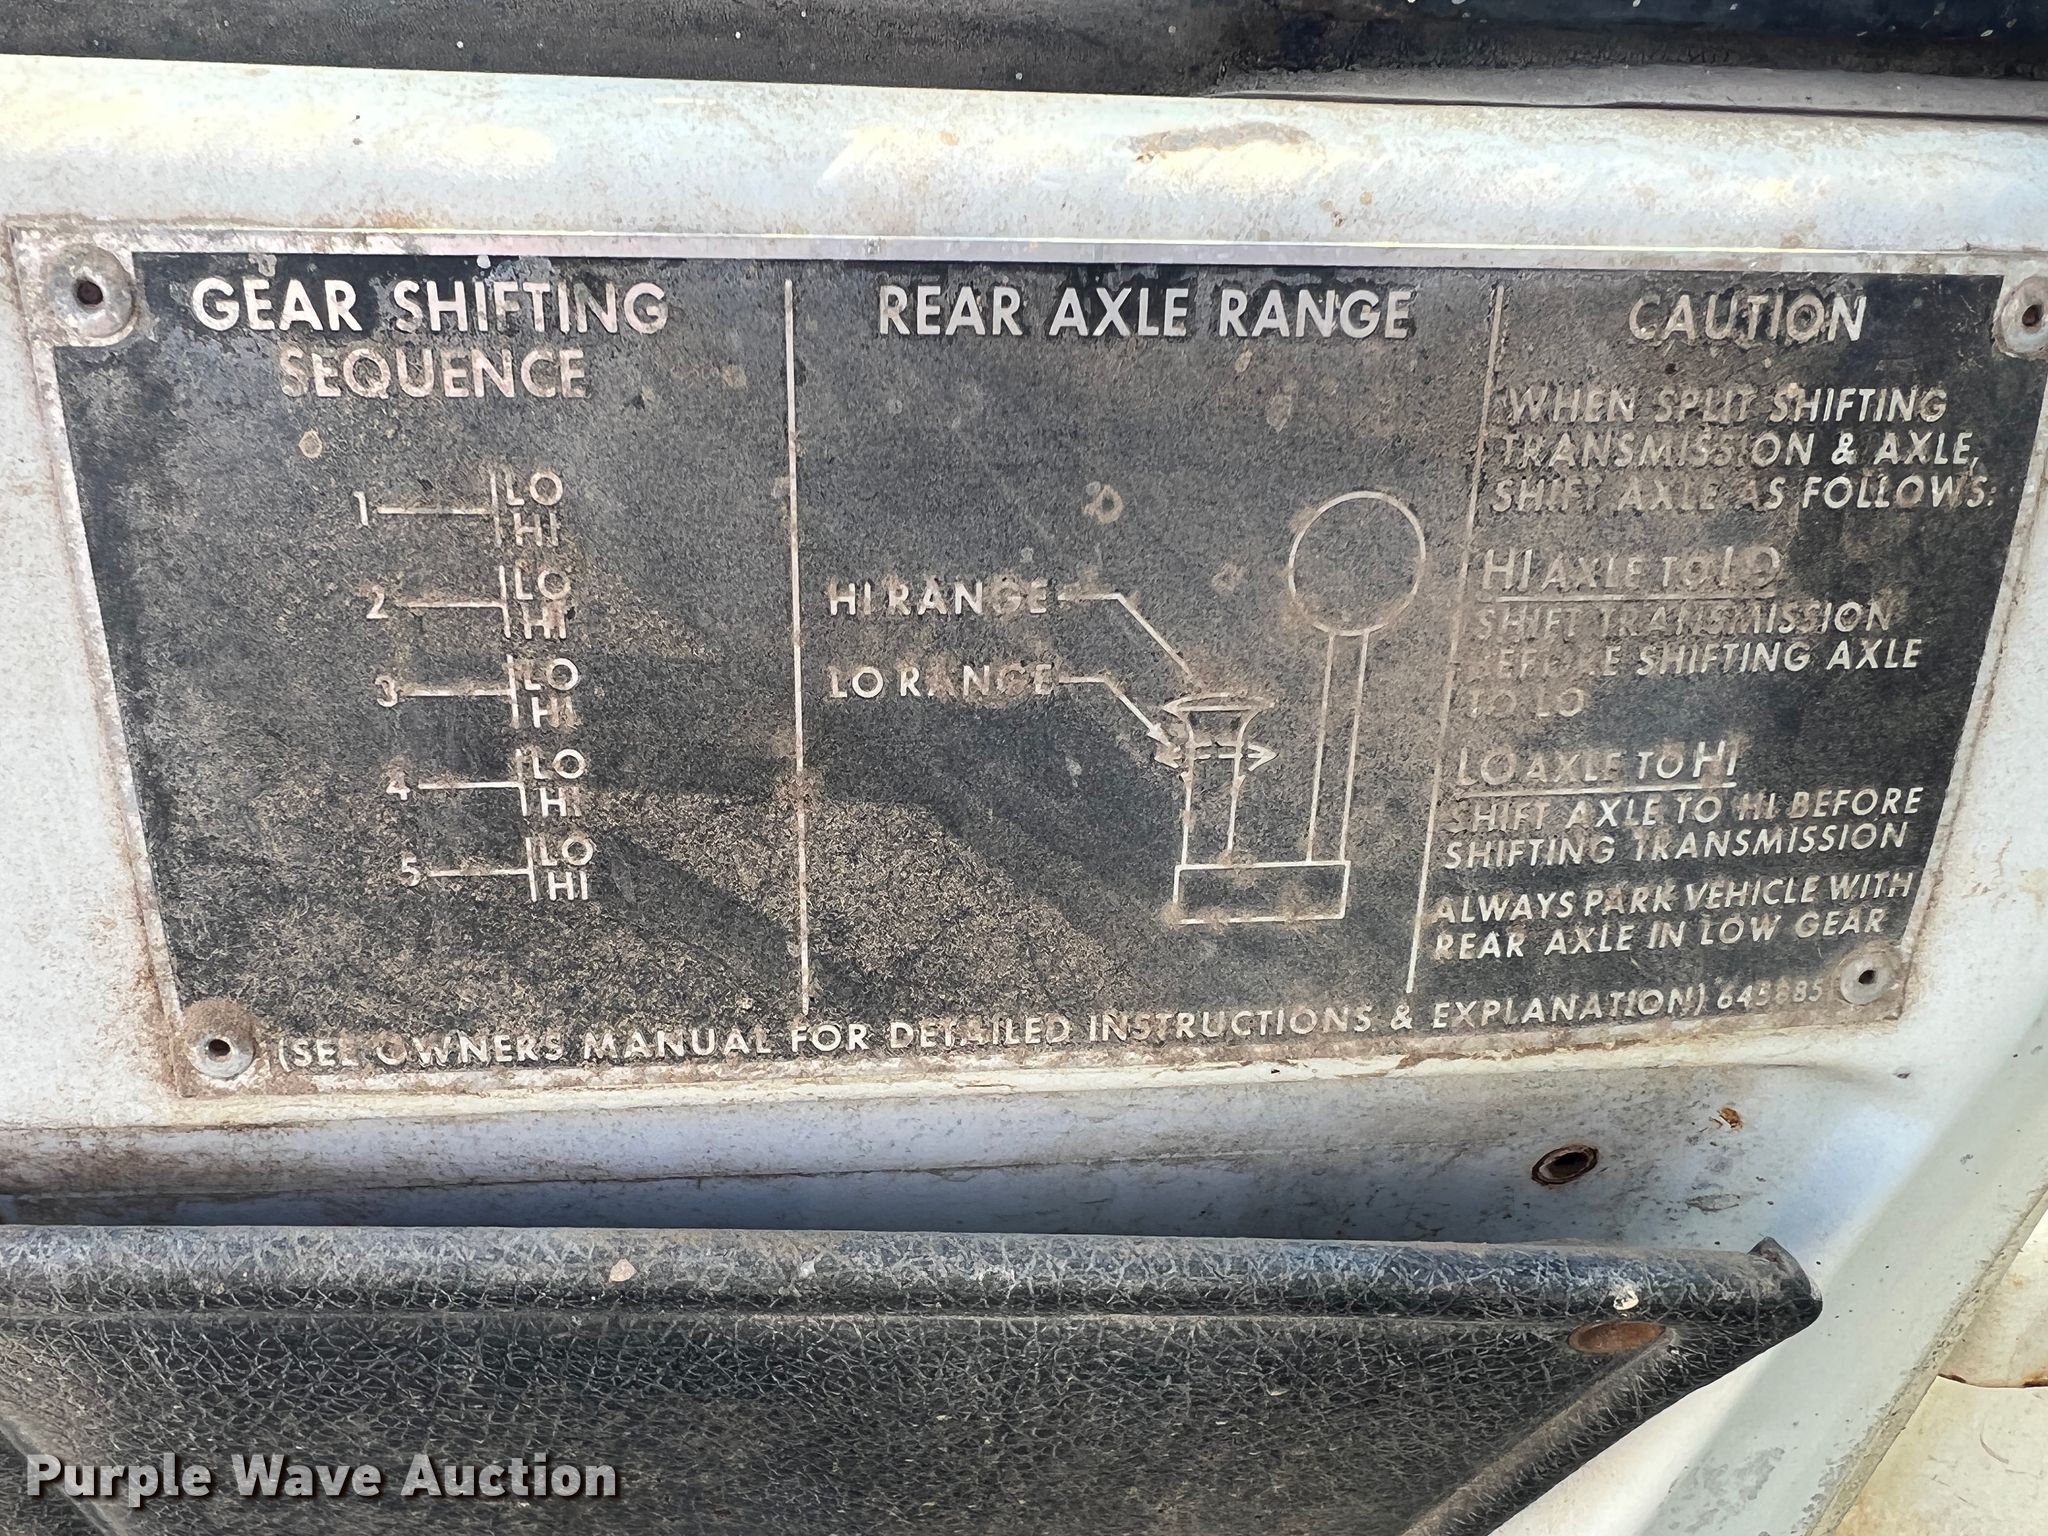 GEAR SHIFTING
SEQUENCE
1 LO
HI
2 LO
HI
3 LO
HI
4 LO
HI
5 LO
HI
REAR AXLE RANGE
HI RANGE
LO RANGE
CAUTION
WHEN SPLIT SHIFTING
TRANSMISSION & AXLE,
SHIFT AXLE AS FOLLOWS:
HI AXLE TO LO
SHIFT TRANSMISSION
BEFORE SHIFTING AXLE
TO LO
LO AXLE TO HI
SHIFT AXLE TO HI BEFORE
SHIFTING TRANSMISSION
ALWAYS PARK VEHICLE WITH
REAR AXLE IN LOW GEAR
(SEE OWNERS MANUAL FOR DETAILED INSTRUCTIONS & EXPLANATION)
Purple Wave Auction